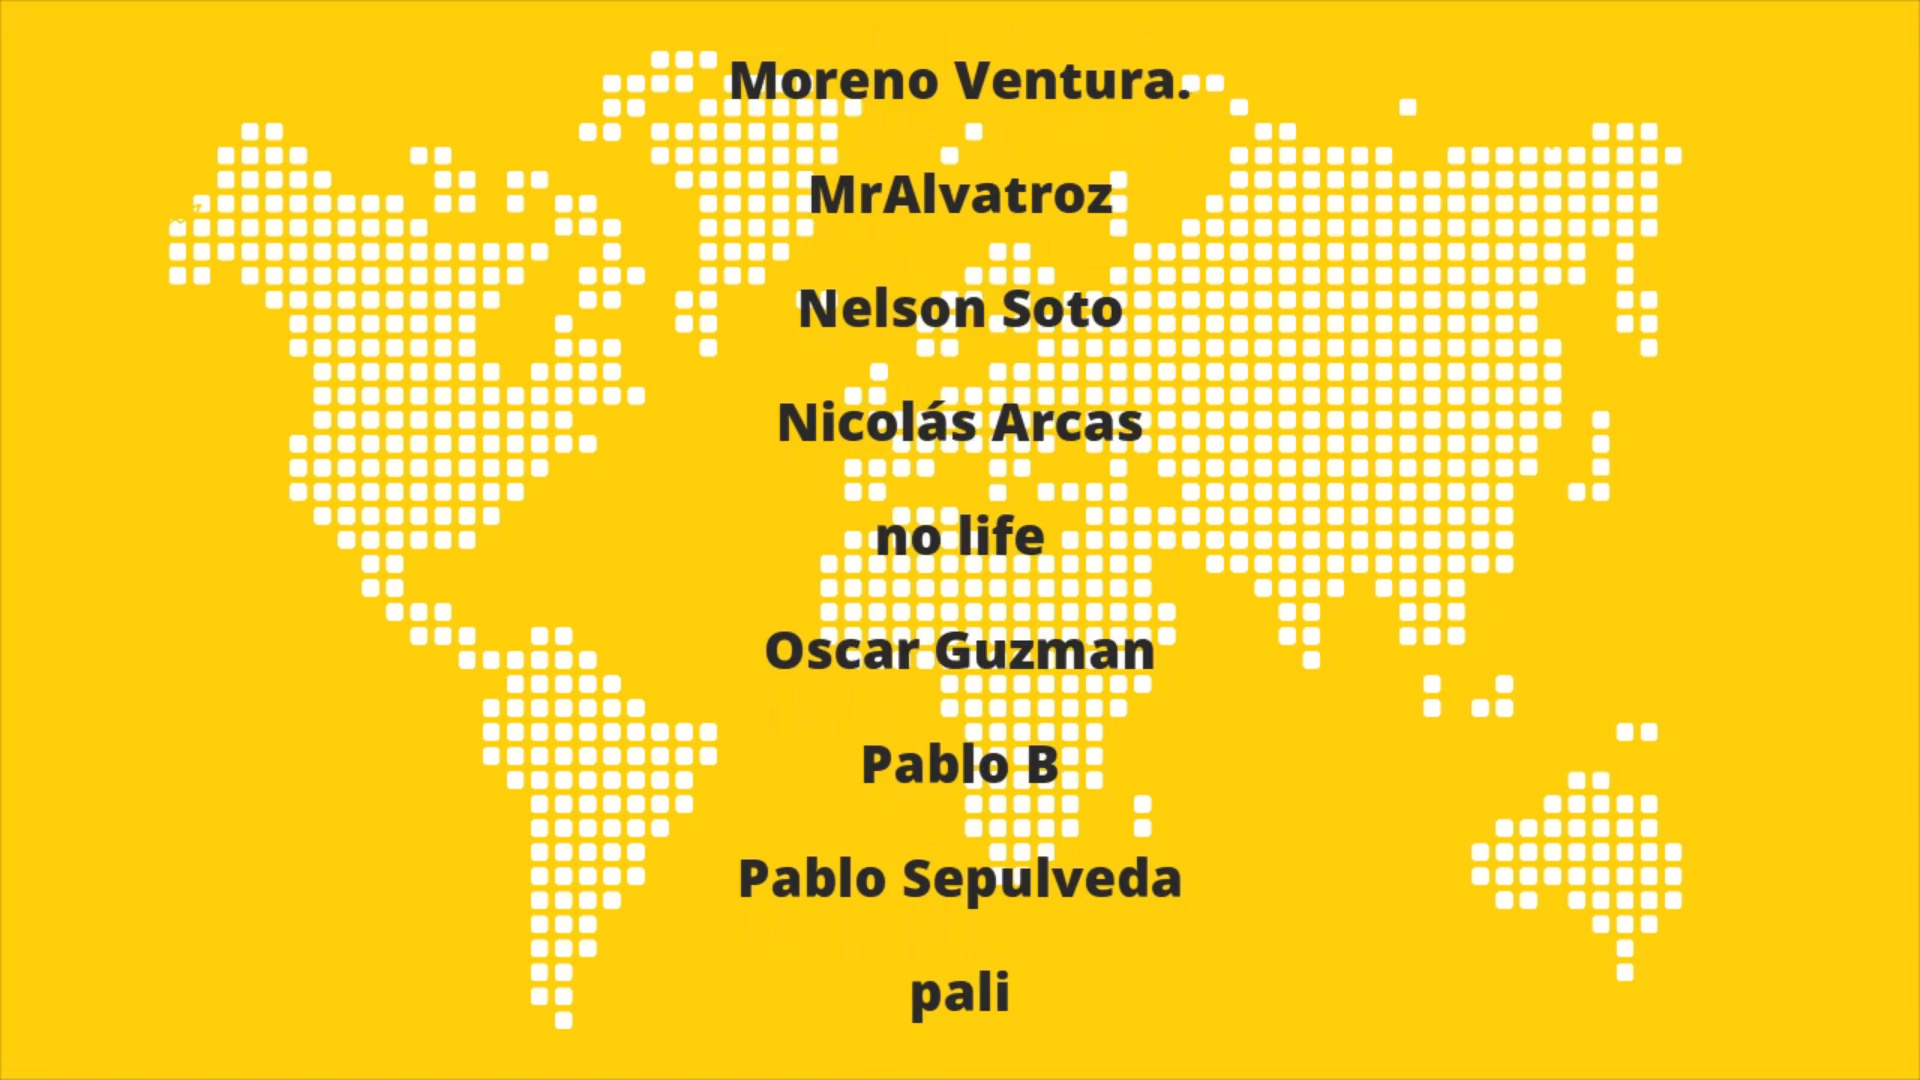 Moreno Ventura.
MrAlvatroz
Nelson Soto
Nicolás Arcas
no life
Oscar Guzman
Pablo B
Pablo Sepulveda
pali